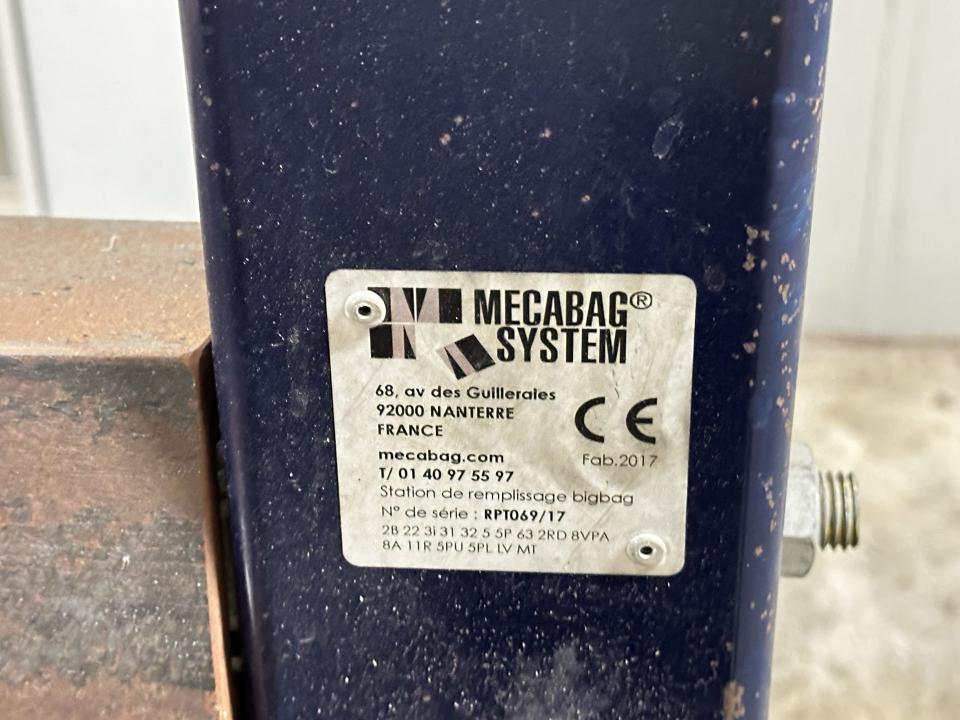 MECABAG®
SYSTEM
68, av des Guillerales
92000 NANTERRE
FRANCE
CE
mecabag.com
Fab.2017
T/ 01 40 97 55 97
Station de remplissage bigbag
N° de série : RPT069/17
2B 22 3i 31 32 5 5P 63 2RD 8VPA
8A 11R 5PU 5PL LV MT